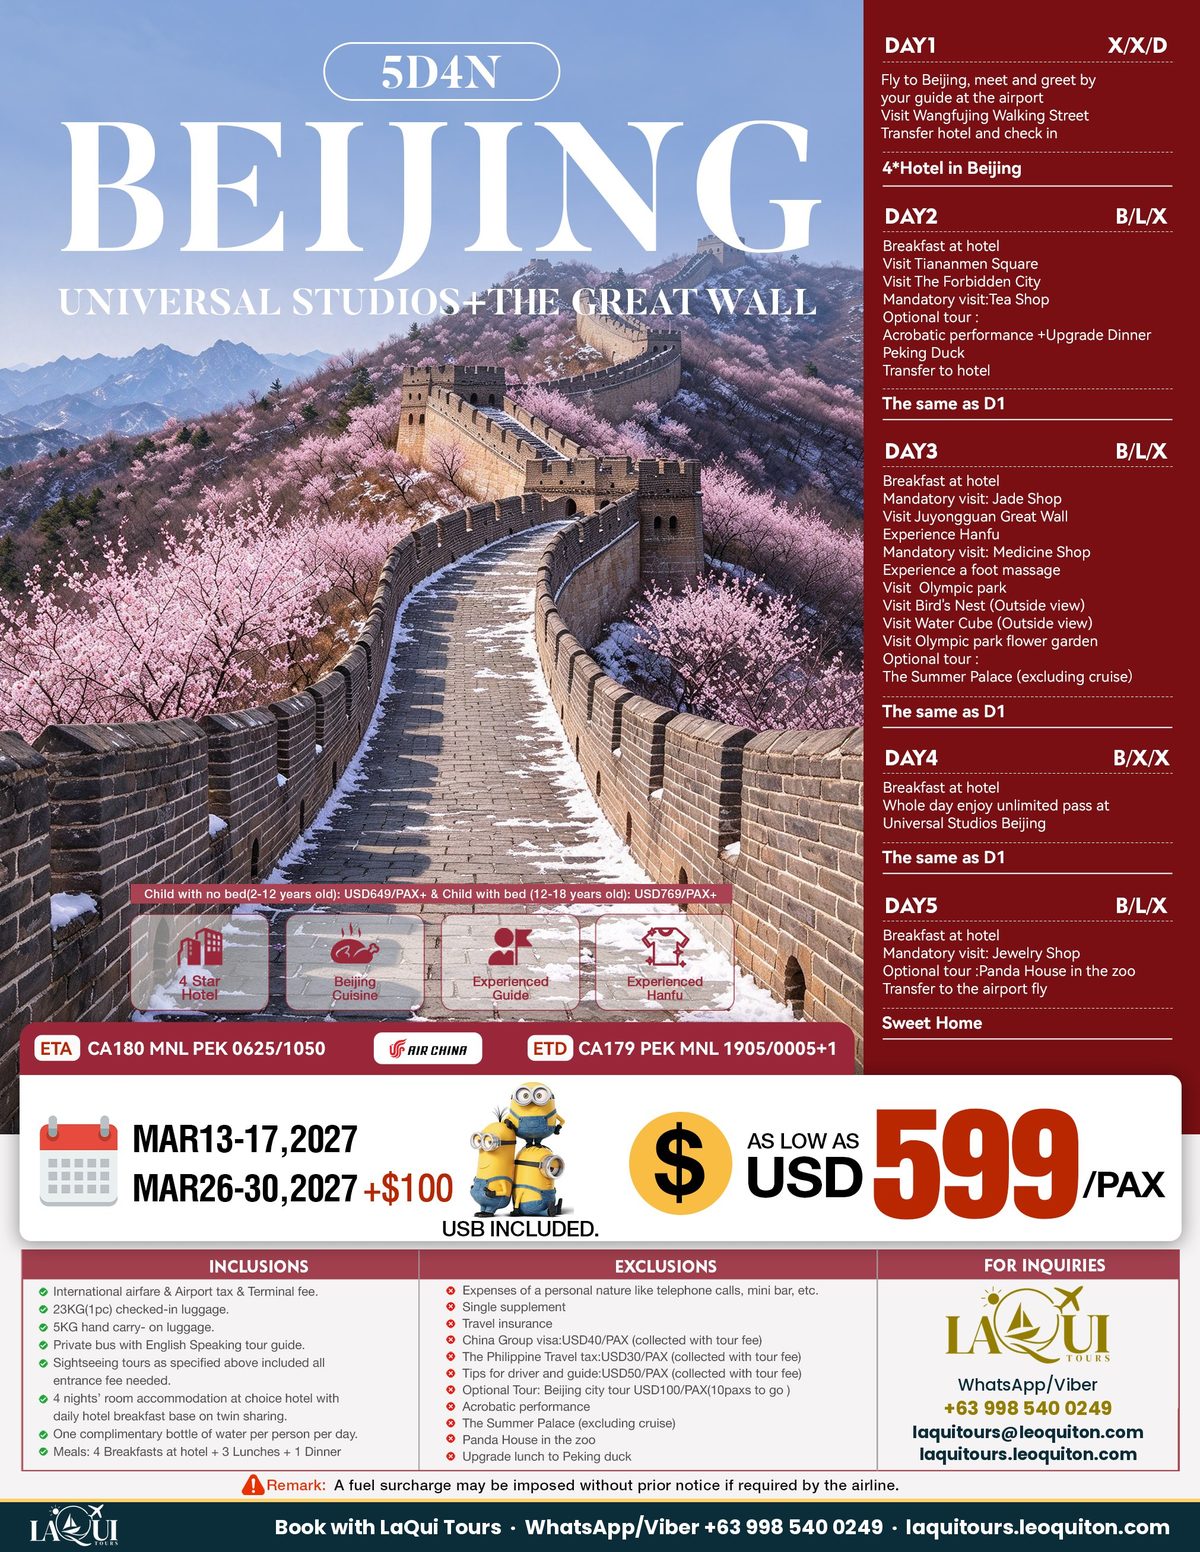 5D4N
BEIJING
UNIVERSAL STUDIOS+THE GREAT WALL
DAY1 X/X/D
Fly to Beijing, meet and greet by
your guide at the airport
Visit Wangfujing Walking Street
Transfer hotel and check in
4*Hotel in Beijing
DAY2 B/L/X
Breakfast at hotel
Visit Tiananmen Square
Visit The Forbidden City
Mandatory visit:Tea Shop
Optional tour :
Acrobatic performance +Upgrade Dinner
Peking Duck
Transfer to hotel
The same as D1
DAY3 B/L/X
Breakfast at hotel
Mandatory visit: Jade Shop
Visit Juyongguan Great Wall
Experience Hanfu
Mandatory visit: Medicine Shop
Experience a foot massage
Visit Olympic park
Visit Bird's Nest (Outside view)
Visit Water Cube (Outside view)
Visit Olympic park flower garden
Optional tour :
The Summer Palace (excluding cruise)
The same as D1
DAY4 B/X/X
Breakfast at hotel
Whole day enjoy unlimited pass at
Universal Studios Beijing
The same as D1
DAY5 B/L/X
Breakfast at hotel
Mandatory visit: Jewelry Shop
Optional tour :Panda House in the zoo
Transfer to the airport fly
Sweet Home
Child with no bed(2-12 years old): USD649/PAX+ & Child with bed (12-18 years old): USD769/PAX+
4 Star
Hotel
Beijing
Cuisine
Experienced
Guide
Experienced
Hanfu
ETA CA180 MNL PEK 0625/1050
AIR CHINA
ETD CA179 PEK MNL 1905/0005+1
MAR13-17,2027
MAR26-30,2027 +$100
USB INCLUDED.
$
AS LOW AS
USD 599/PAX
INCLUSIONS
International airfare & Airport tax & Terminal fee.
23KG(1pc) checked-in luggage.
5KG hand carry- on luggage.
Private bus with English Speaking tour guide.
Sightseeing tours as specified above included all
entrance fee needed.
4 nights' room accommodation at choice hotel with
daily hotel breakfast base on twin sharing.
One complimentary bottle of water per person per day.
Meals: 4 Breakfasts at hotel + 3 Lunches + 1 Dinner
EXCLUSIONS
Expenses of a personal nature like telephone calls, mini bar, etc.
Single supplement
Travel insurance
China Group visa:USD40/PAX (collected with tour fee)
The Philippine Travel tax:USD30/PAX (collected with tour fee)
Tips for driver and guide:USD50/PAX (collected with tour fee)
Optional Tour: Beijing city tour USD100/PAX(10paxs to go )
Acrobatic performance
The Summer Palace (excluding cruise)
Panda House in the zoo
Upgrade lunch to Peking duck
FOR INQUIRIES
LAQUI
TOURS
WhatsApp/Viber
+63 998 540 0249
laquitours@leoquiton.com
laquitours.leoquiton.com
Remark: A fuel surcharge may be imposed without prior notice if required by the airline.
LAQUI
TOURS
Book with LaQui Tours · WhatsApp/Viber +63 998 540 0249 · laquitours.leoquiton.com